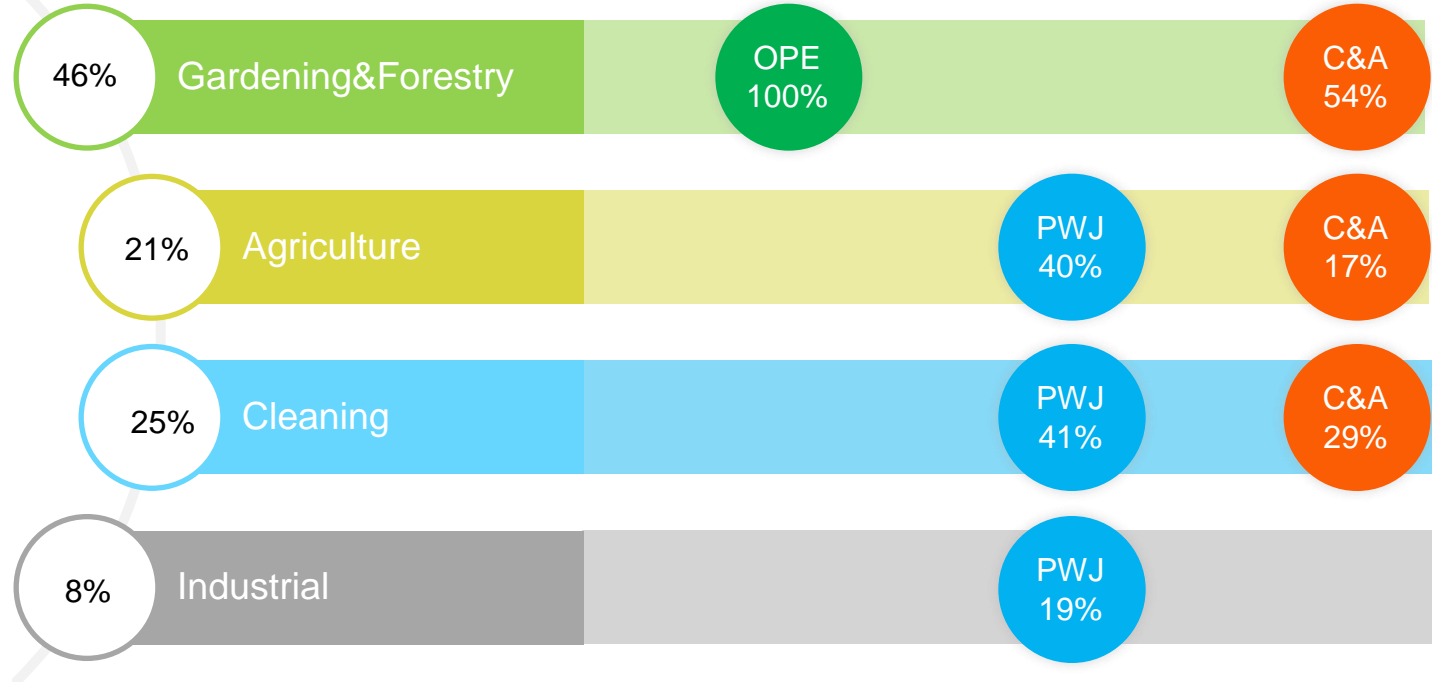 46%
Gardening&Forestry
OPE
100%
C&A
54%
21%
Agriculture
PWJ
40%
C&A
17%
25%
Cleaning
PWJ
41%
C&A
29%
8%
Industrial
PWJ
19%